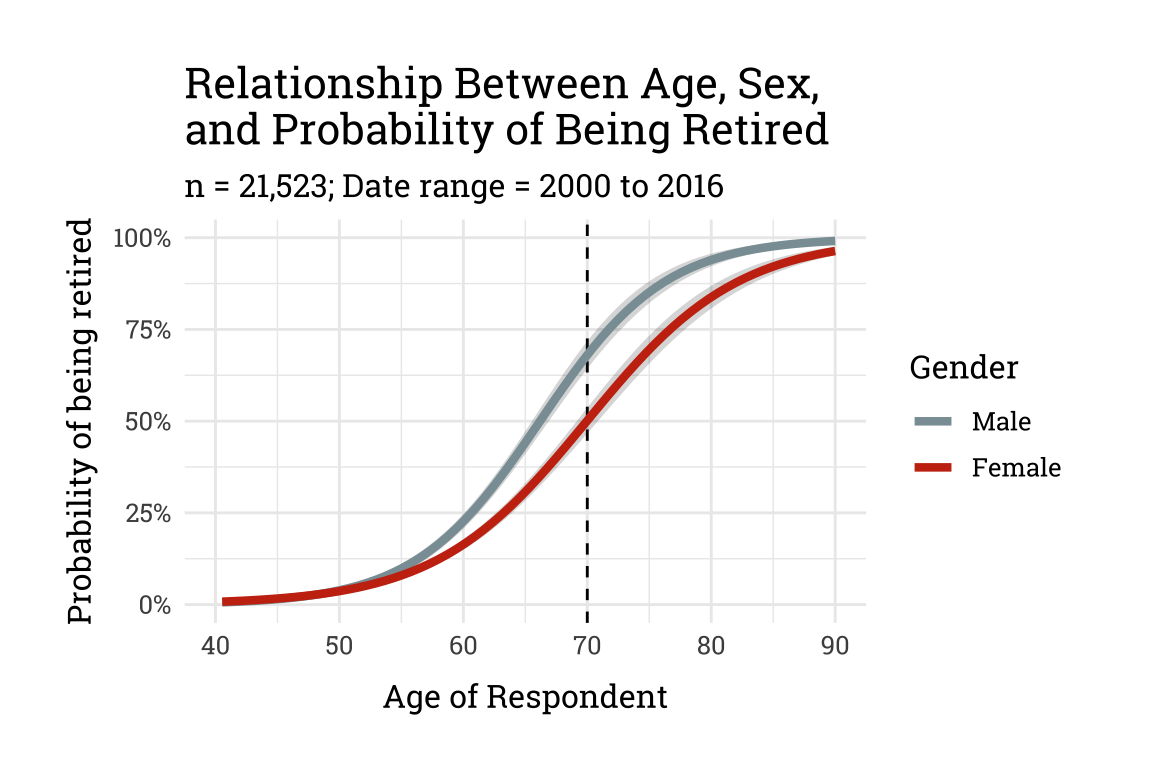 Relationship Between Age, Sex,
and Probability of Being Retired
n = 21,523; Date range = 2000 to 2016
Probability of being retired
100%
75%
50%
25%
0%
40 50 60 70 80 90
Age of Respondent
Gender
Male
Female